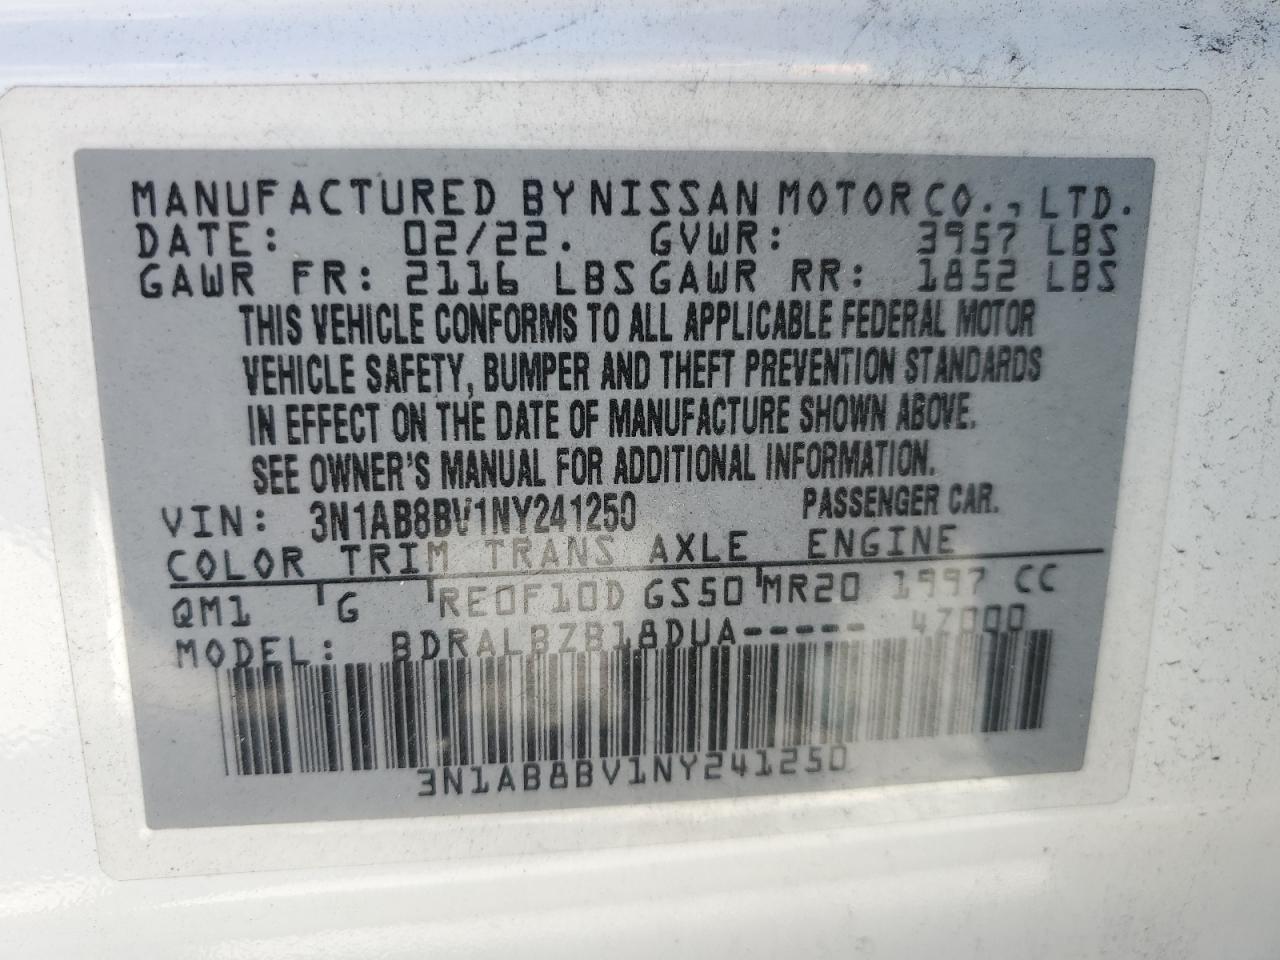 MANUFACTURED BY NISSAN MOTOR CO., LTD.
DATE: 02/22. GVWR: 3957 LBS
GAWR FR: 2116 LBS GAWR RR: 1852 LBS
THIS VEHICLE CONFORMS TO ALL APPLICABLE FEDERAL MOTOR
VEHICLE SAFETY, BUMPER AND THEFT PREVENTION STANDARDS
IN EFFECT ON THE DATE OF MANUFACTURE SHOWN ABOVE.
SEE OWNER'S MANUAL FOR ADDITIONAL INFORMATION.
VIN: 3N1AB8BV1NY241250 PASSENGER CAR.
COLOR TRIM TRANS AXLE ENGINE
QM1 G RE0F10D GS50 MR20 1997 CC
MODEL: BDRALBZB18DUA----- 47000
3N1AB8BV1NY241250